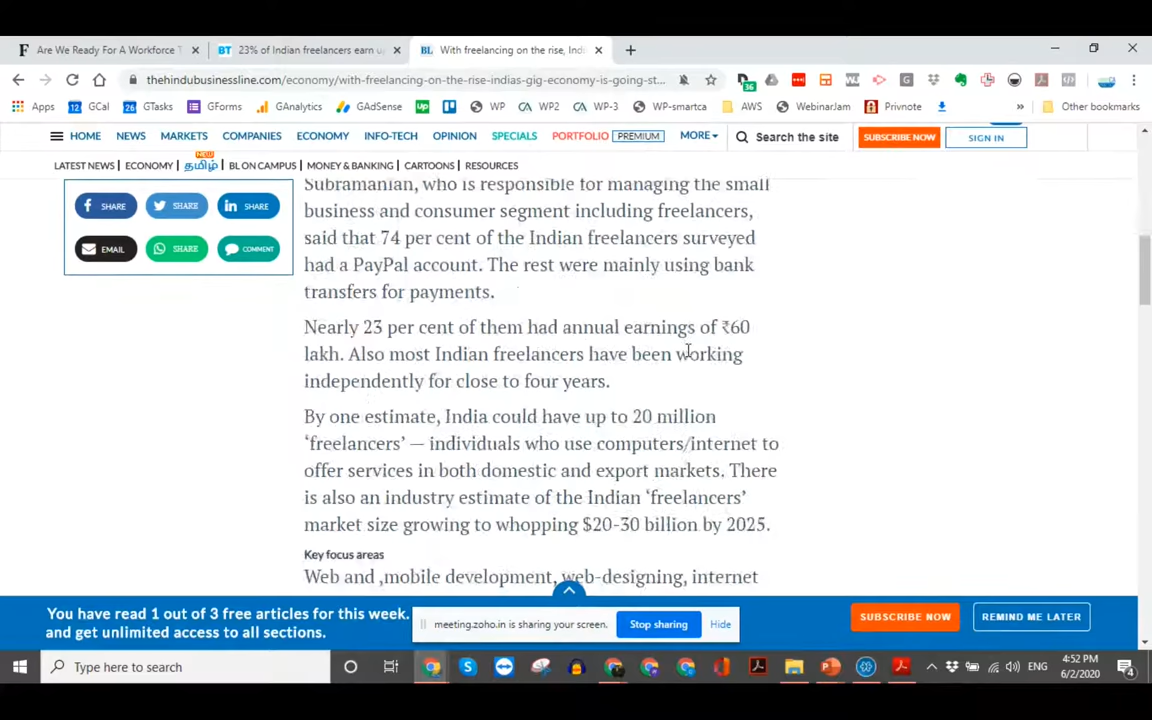 Are We Ready For A Workforce T
BT 23% of Indian freelancers earn u
BL With freelancing on the rise, Indi
thehindubusinessline.com/economy/with-freelancing-on-the-rise-indias-gig-economy-is-going-st...
36
Apps 12 GCal 26 GTasks GForms GAnalytics GAdSense up WP CA WP2 CA WP-3 WP-smartca AWS WebinarJam Privnote » Other bookmarks
HOME NEWS MARKETS COMPANIES ECONOMY INFO-TECH OPINION SPECIALS PORTFOLIO PREMIUM MORE Search the site SUBSCRIBE NOW SIGN IN
NEW
LATEST NEWS | ECONOMY | தமிழ் | BL ON CAMPUS | MONEY & BANKING | CARTOONS | RESOURCES
SHARE SHARE SHARE
EMAIL SHARE COMMENT
Subramanian, who is responsible for managing the small
business and consumer segment including freelancers,
said that 74 per cent of the Indian freelancers surveyed
had a PayPal account. The rest were mainly using bank
transfers for payments.
Nearly 23 per cent of them had annual earnings of ₹60
lakh. Also most Indian freelancers have been working
independently for close to four years.
By one estimate, India could have up to 20 million
‘freelancers’ — individuals who use computers/internet to
offer services in both domestic and export markets. There
is also an industry estimate of the Indian ‘freelancers’
market size growing to whopping $20-30 billion by 2025.
Key focus areas
Web and ,mobile development, web-designing, internet
You have read 1 out of 3 free articles for this week.
and get unlimited access to all sections.
meeting.zoho.in is sharing your screen. Stop sharing Hide
SUBSCRIBE NOW REMIND ME LATER
Type here to search
ENG
4:52 PM
6/2/2020
4